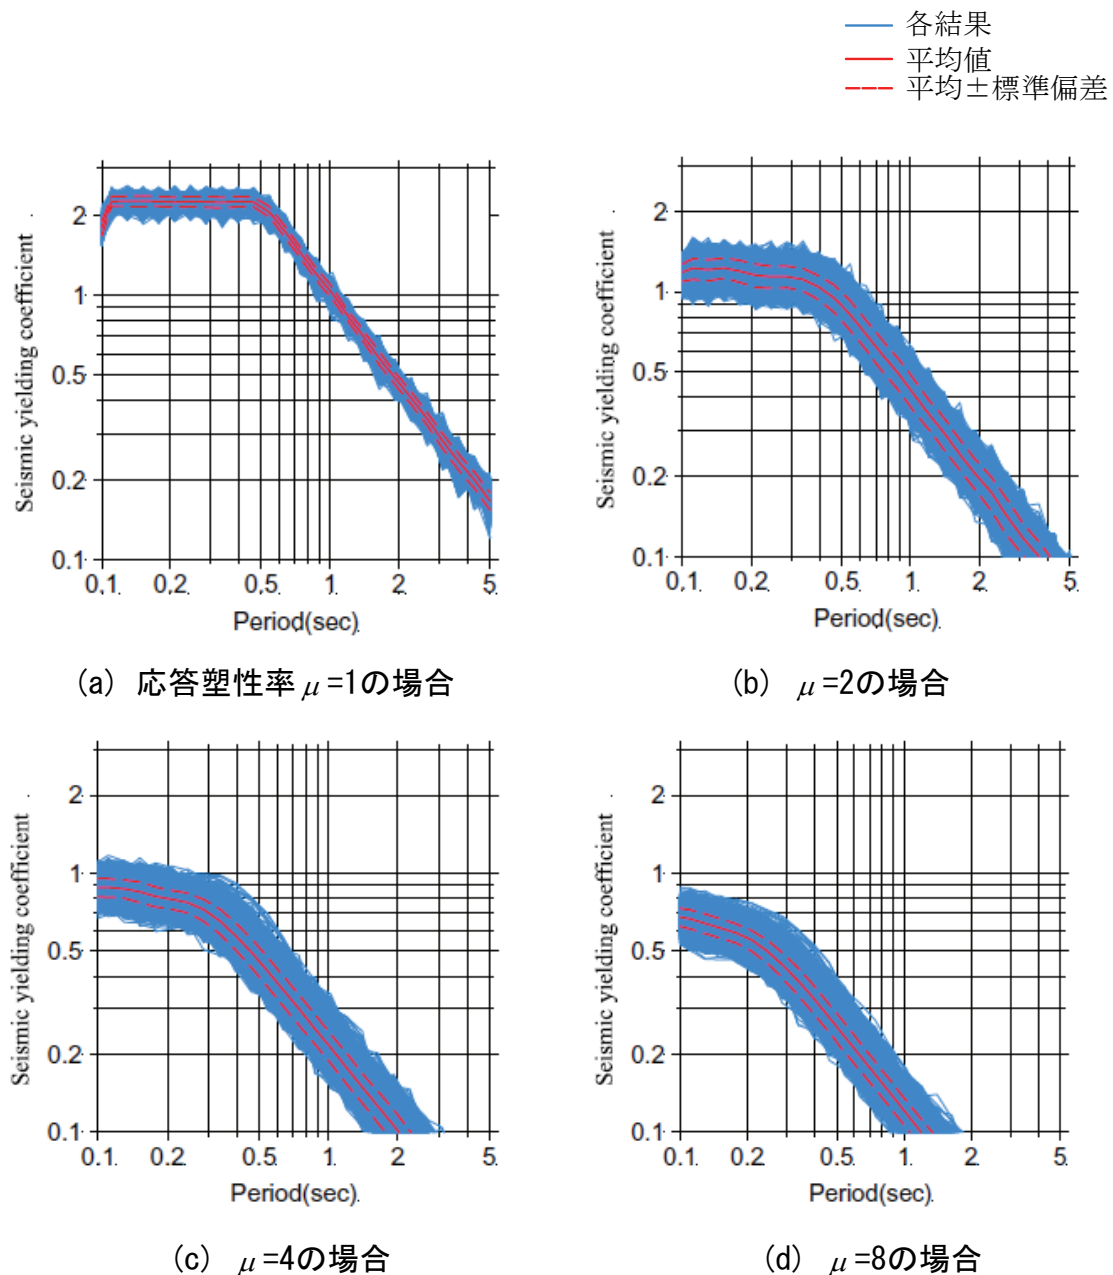 各結果
平均値
平均±標準偏差
Seismic yielding coefficient
2
1
0.5
0.2
0.1
0.1 0.2 0.5 1 2 5
Period(sec)
(a) 応答塑性率 μ=1の場合
Seismic yielding coefficient
2
1
0.5
0.2
0.1
0.1 0.2 0.5 1 2 5
Period(sec)
(b) μ=2の場合
Seismic yielding coefficient
2
1
0.5
0.2
0.1
0.1 0.2 0.5 1 2 5
Period(sec)
(c) μ=4の場合
Seismic yielding coefficient
2
1
0.5
0.2
0.1
0.1 0.2 0.5 1 2 5
Period(sec)
(d) μ=8の場合